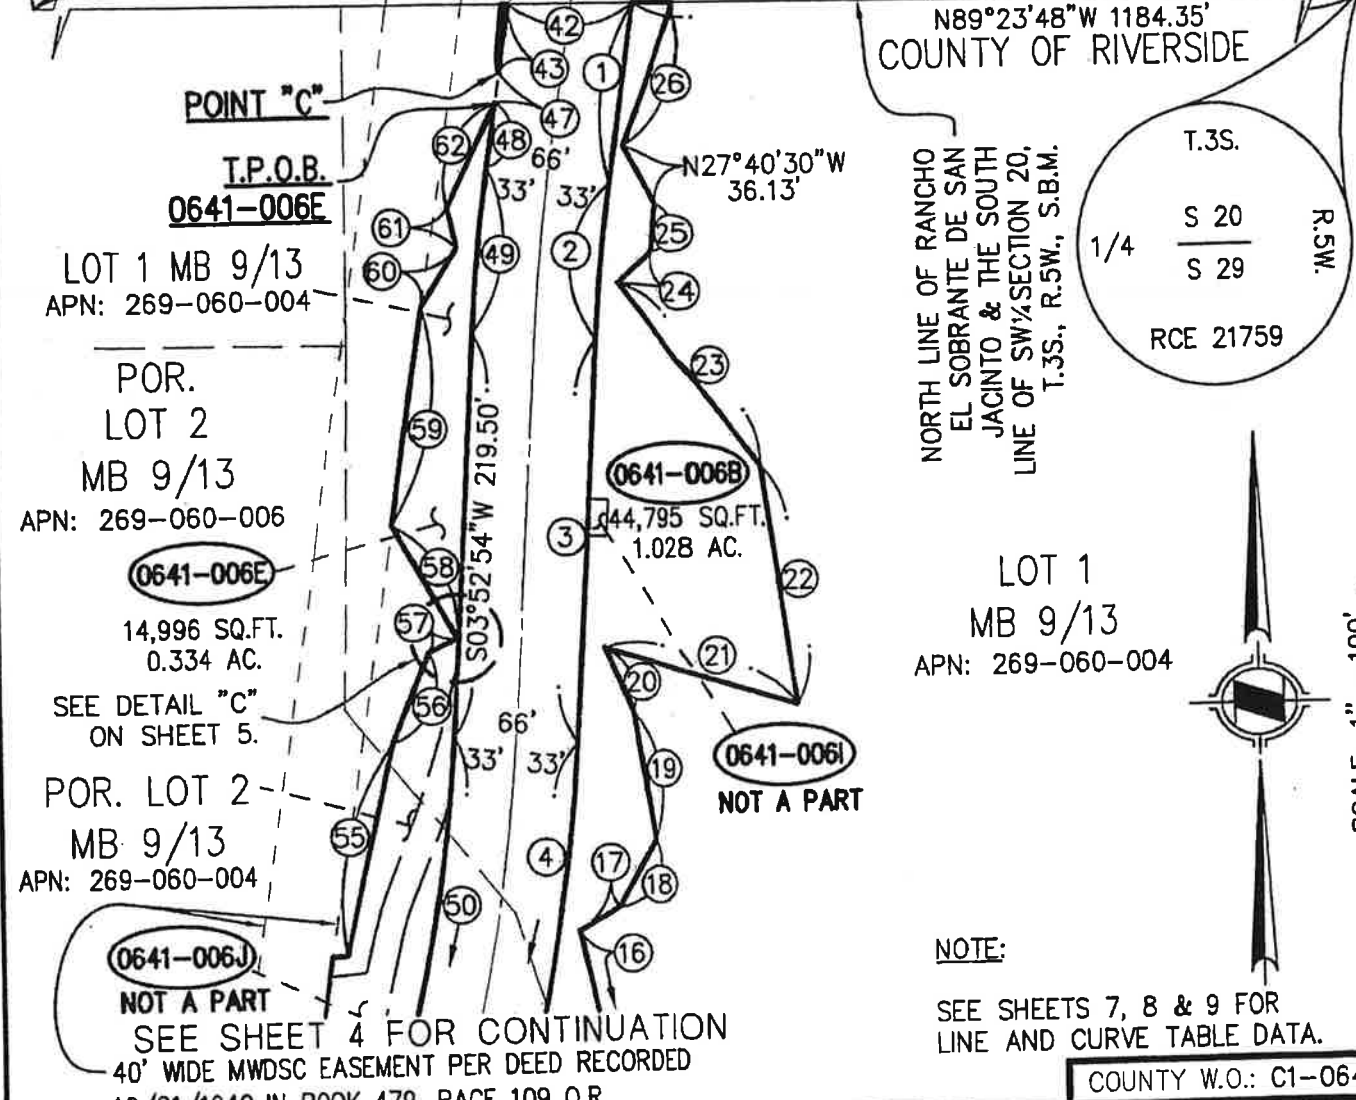 N89°23'48"W 1184.35'
COUNTY OF RIVERSIDE
42
43
1
26
POINT "C"
47
48
62
66'
T.P.O.B.
0641-006E
33'
33'
N27°40'30"W
36.13'
61
49
2
25
60
24
LOT 1 MB 9/13
APN: 269-060-004
NORTH LINE OF RANCHO
EL SOBRANTE DE SAN
JACINTO & THE SOUTH
LINE OF SW¼ SECTION 20,
T.3S., R.5W., S.B.M.
T.3S.
R.5W.
1/4
S 20
S 29
RCE 21759
POR.
LOT 2
MB 9/13
APN: 269-060-006
23
59
S03°52'54"W 219.50'
0641-006B
44,795 SQ.FT.
1.028 AC.
3
0641-006E
14,996 SQ.FT.
0.334 AC.
58
22
57
21
20
56
LOT 1
MB 9/13
APN: 269-060-004
SEE DETAIL "C"
ON SHEET 5.
66'
33'
33'
0641-006I
NOT A PART
19
POR. LOT 2
MB 9/13
APN: 269-060-004
55
4
17
18
50
16
0641-006J
NOT A PART
SEE SHEET 4 FOR CONTINUATION
40' WIDE MWDSC EASEMENT PER DEED RECORDED
NOTE:
SEE SHEETS 7, 8 & 9 FOR
LINE AND CURVE TABLE DATA.
COUNTY W.O.: C1-064